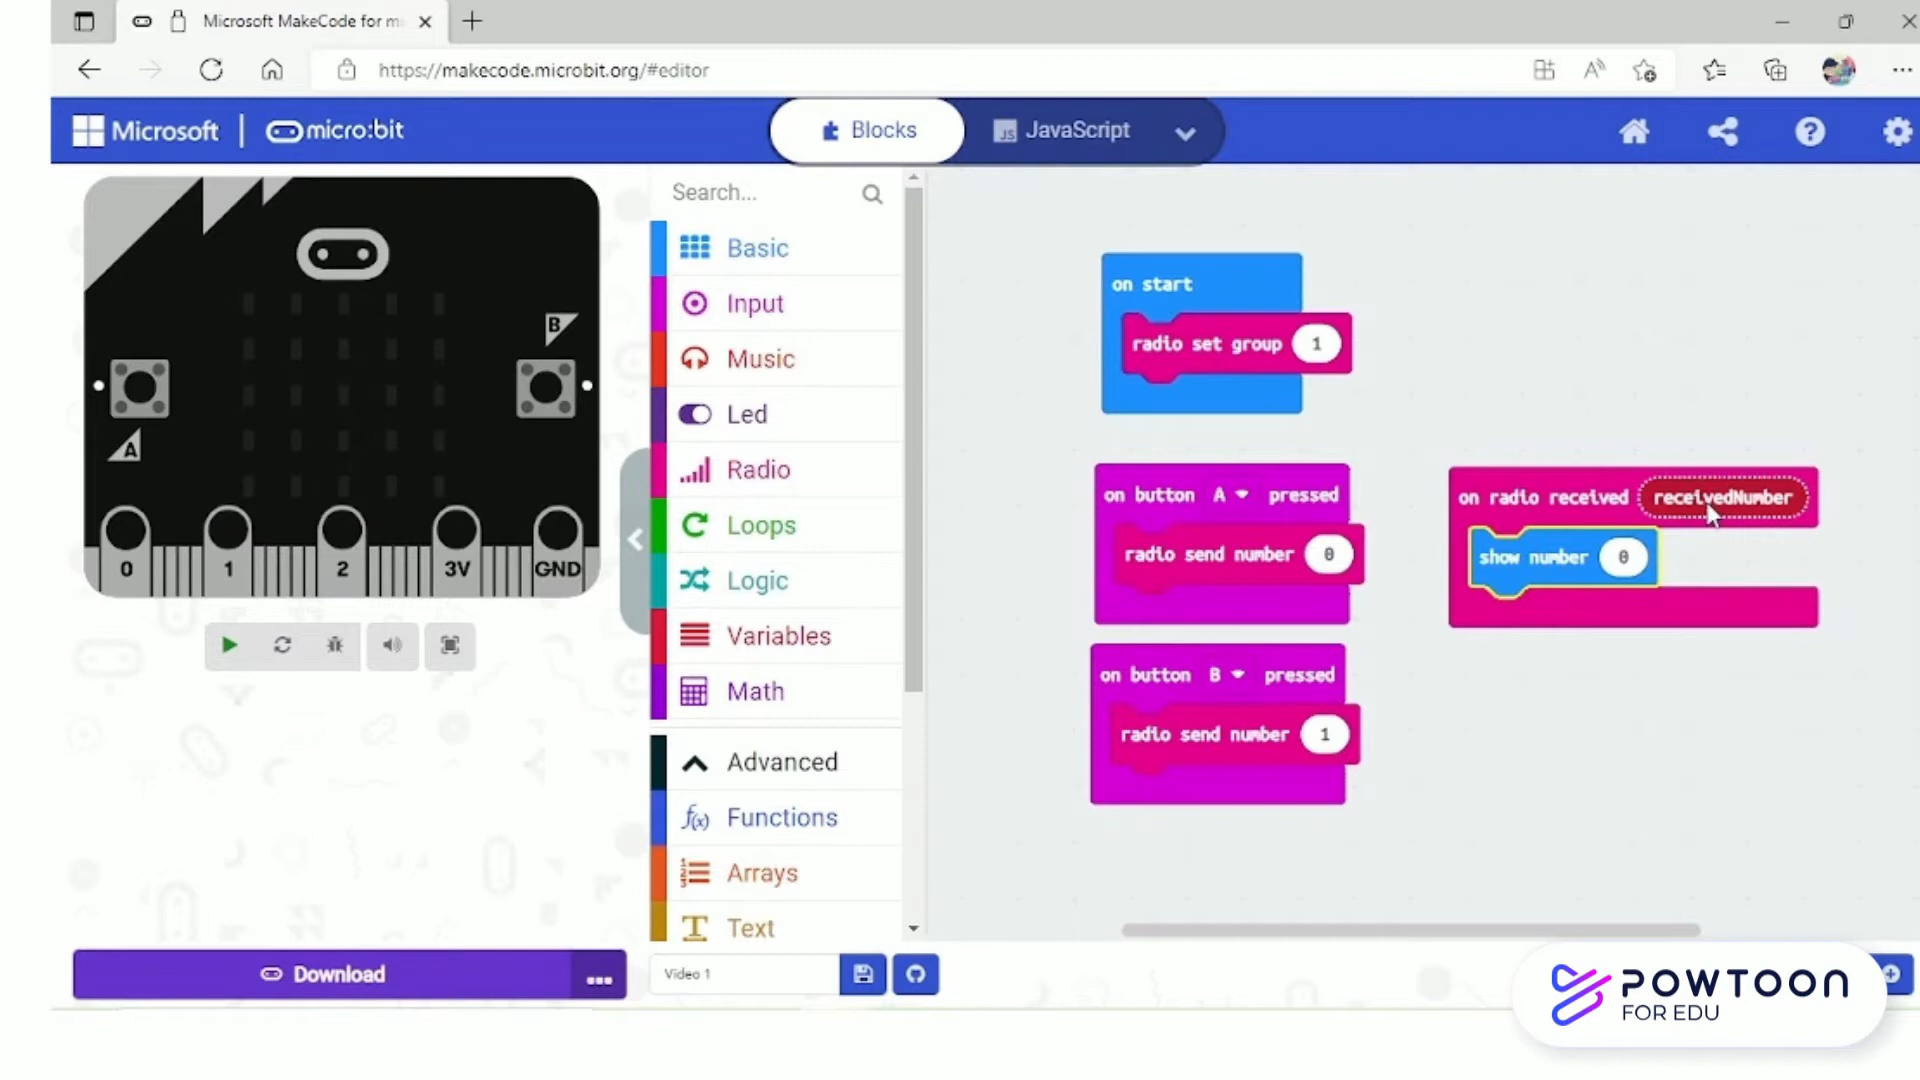 Microsoft MakeCode for mi
https://makecode.microbit.org/#editor
Microsoft | micro:bit
Blocks
JS JavaScript
Search...
Basic
Input
Music
Led
Radio
Loops
Logic
Variables
Math
Advanced
f(x) Functions
Arrays
Text
B
A
0 1 2 3V GND
on start
radio set group 1
on button A pressed
radio send number 0
on button B pressed
radio send number 1
on radio received receivedNumber
show number 0
Download
Video 1
POWTOON
FOR EDU